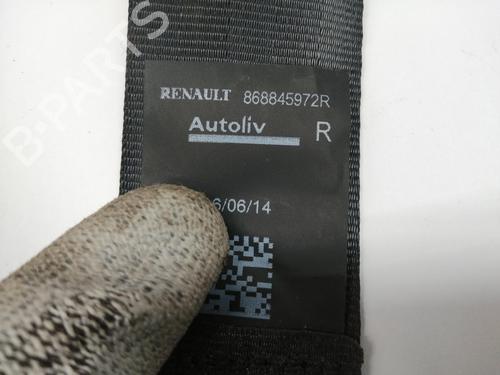 B-PARTS
RENAULT 868845972R
Autoliv R
6/06/14